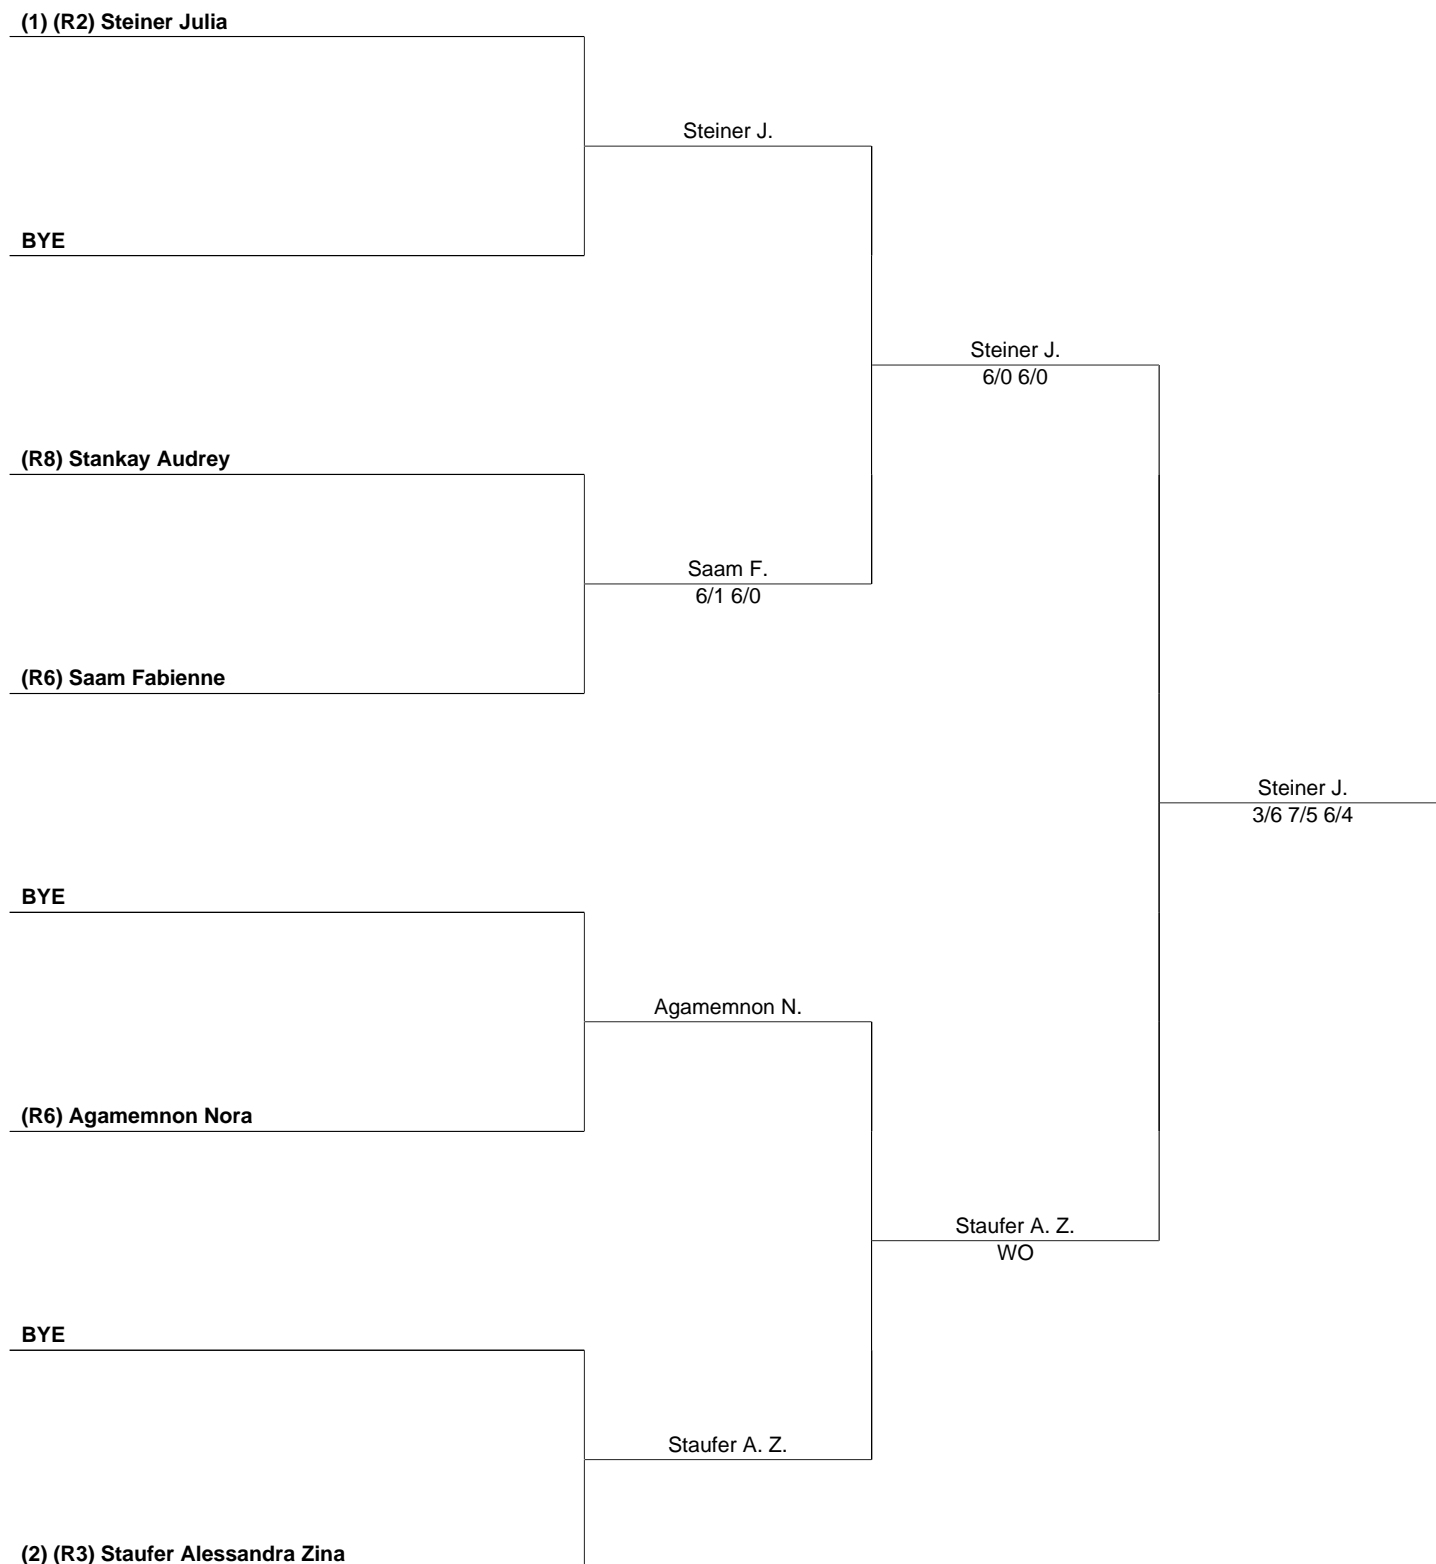 (1) (R2) Steiner Julia
Steiner J.
BYE
Steiner J.
6/0 6/0
(R8) Stankay Audrey
Saam F.
6/1 6/0
(R6) Saam Fabienne
Steiner J.
3/6 7/5 6/4
BYE
Agamemnon N.
(R6) Agamemnon Nora
Staufer A. Z.
WO
BYE
Staufer A. Z.
(2) (R3) Staufer Alessandra Zina